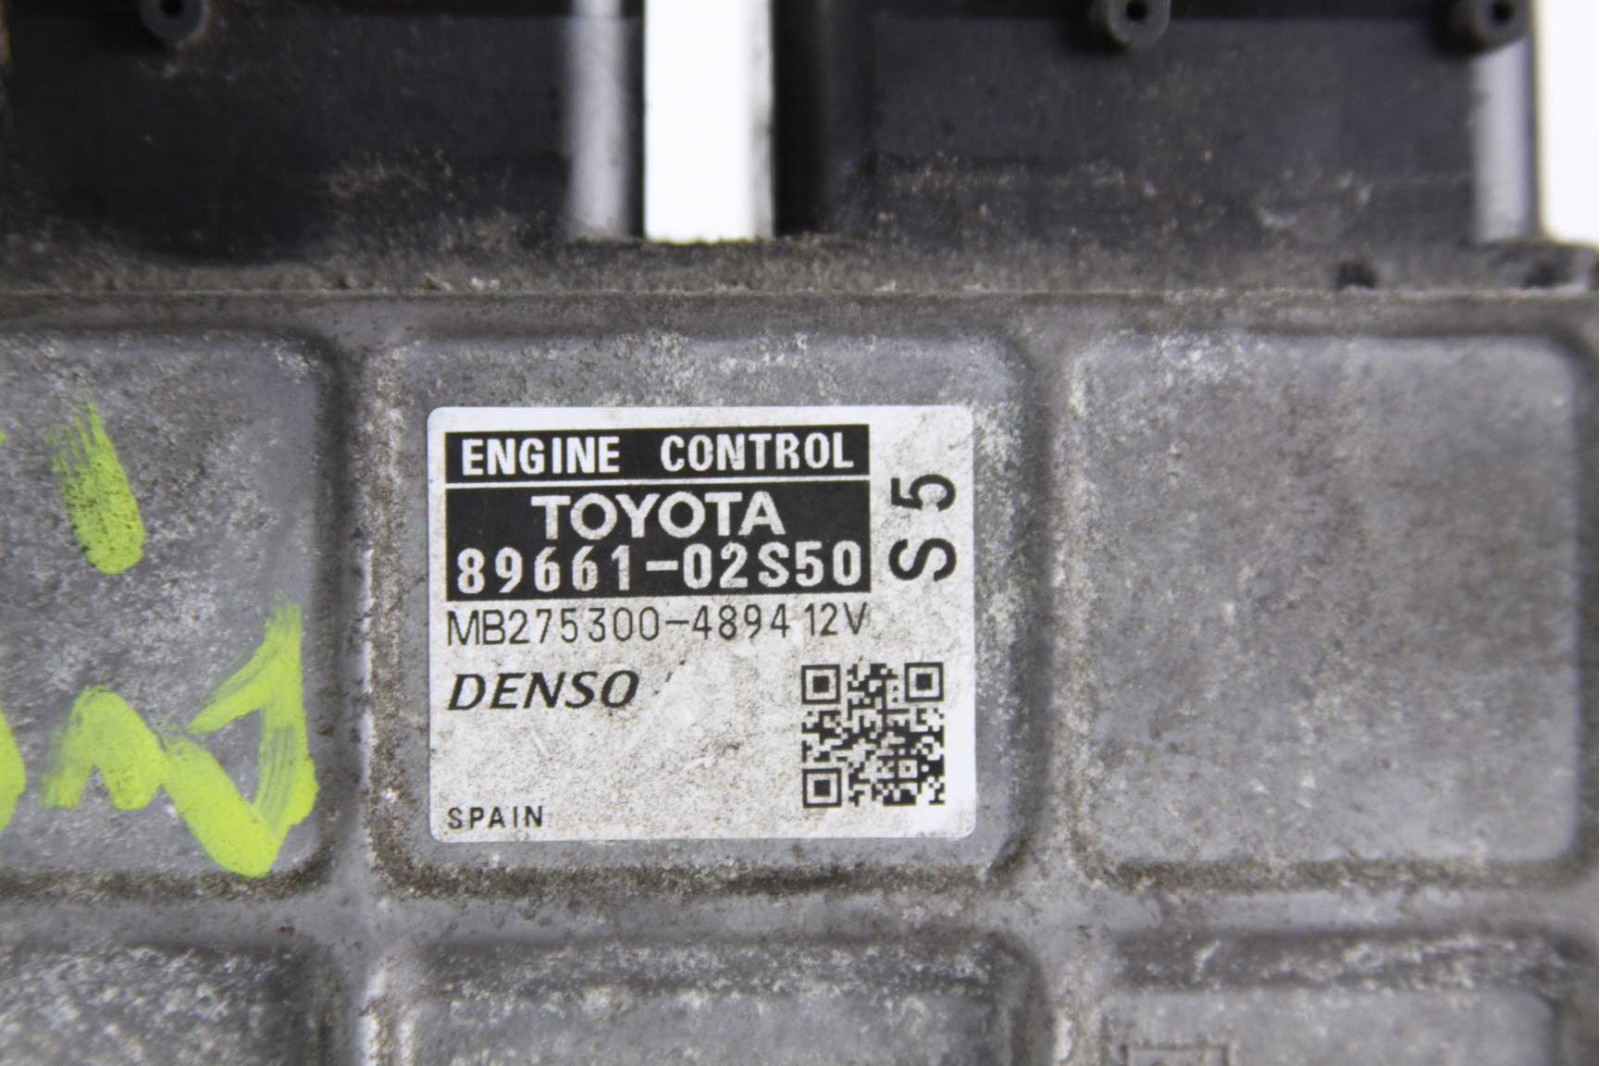 ENGINE CONTROL
TOYOTA
89661-02S50
S5
MB275300-4894 12V
DENSO
SPAIN